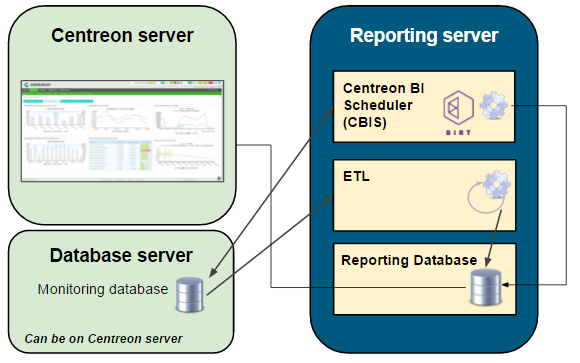 Centreon server
centreon
Database server
Monitoring database
Can be on Centreon server
Reporting server
Centreon BI
Scheduler
(CBIS)
BIRT
ETL
Reporting Database